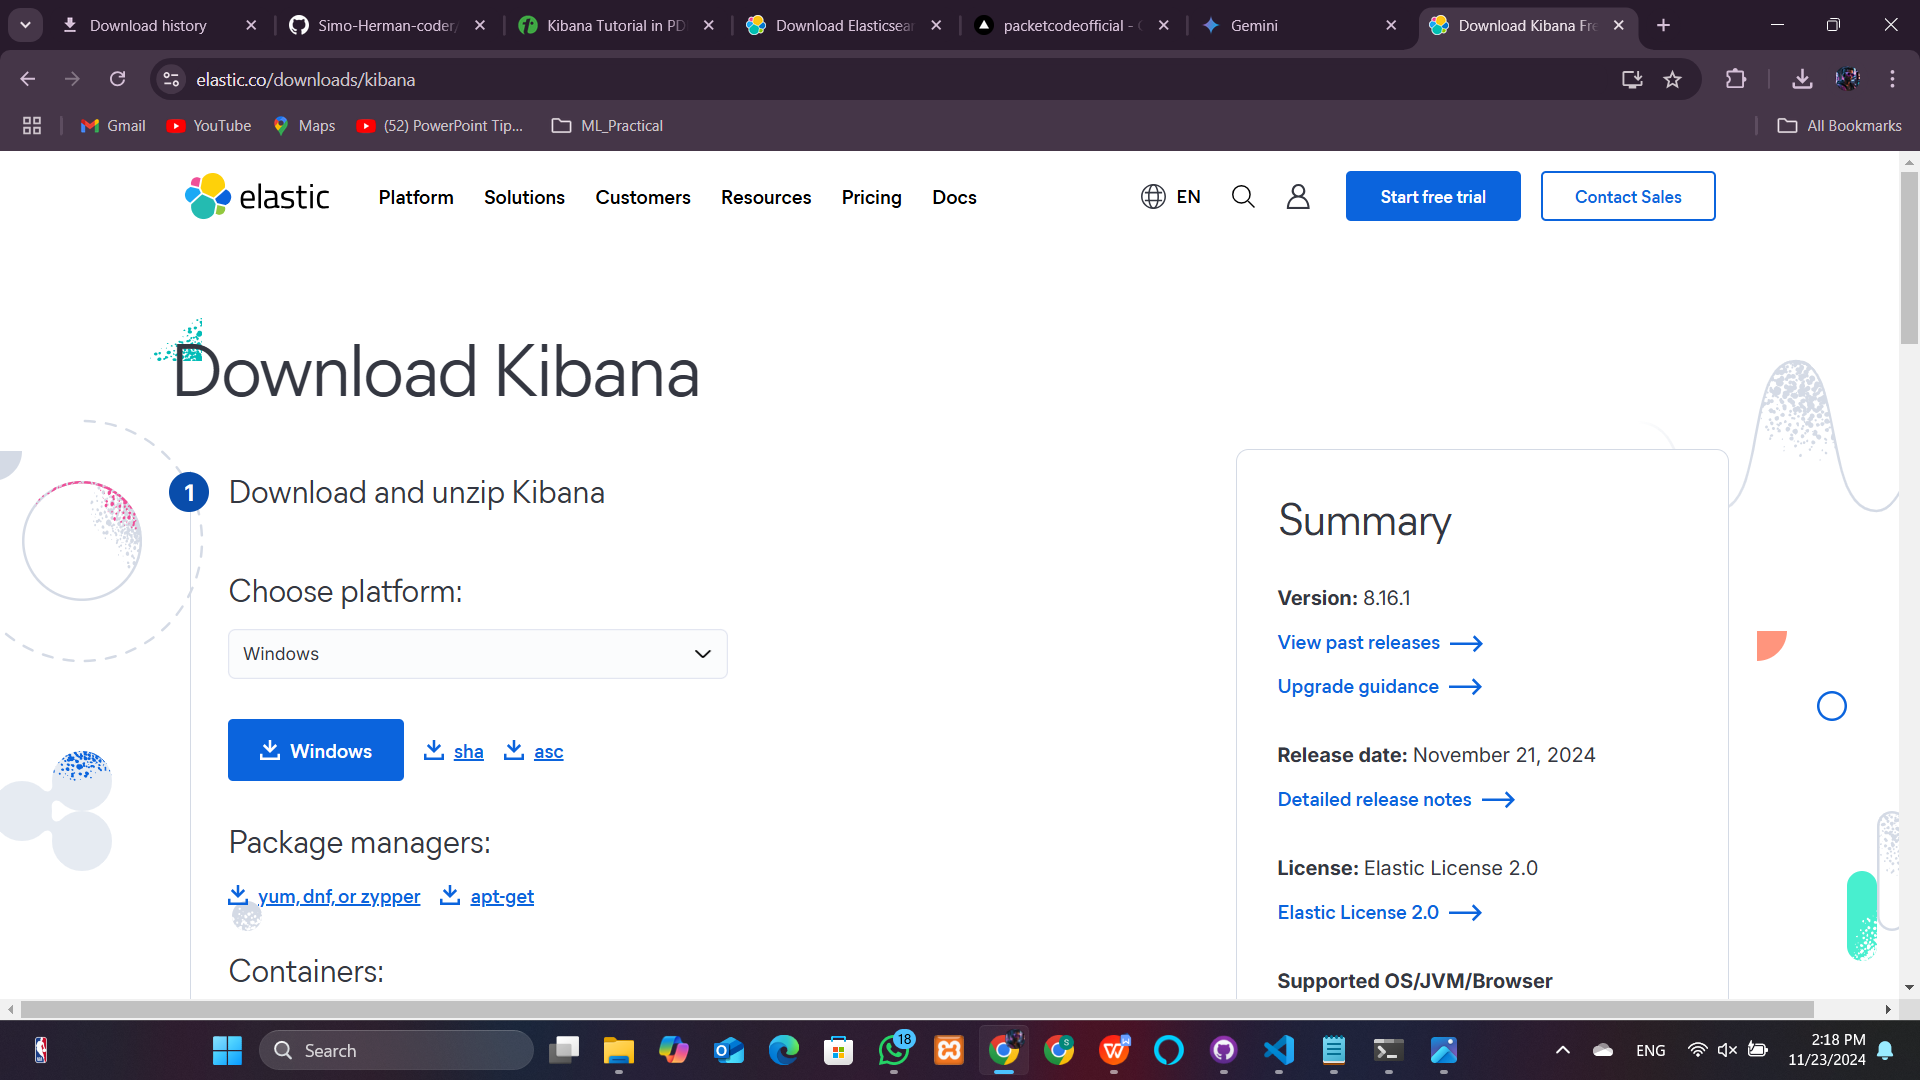 Download history
Simo-Herman-coder/
Kibana Tutorial in PD
Download Elasticsear
packetcodeofficial - 
Gemini
Download Kibana Fre
elastic.co/downloads/kibana
Gmail
YouTube
Maps
(52) PowerPoint Tip...
ML_Practical
All Bookmarks
elastic
Platform
Solutions
Customers
Resources
Pricing
Docs
EN
Start free trial
Contact Sales
Download Kibana
1 Download and unzip Kibana
Choose platform:
Windows
Windows
sha
asc
Package managers:
yum, dnf, or zypper
apt-get
Containers:
Summary
Version: 8.16.1
View past releases
Upgrade guidance
Release date: November 21, 2024
Detailed release notes
License: Elastic License 2.0
Elastic License 2.0
Supported OS/JVM/Browser
Search
18
S
W
ENG
2:18 PM
11/23/2024